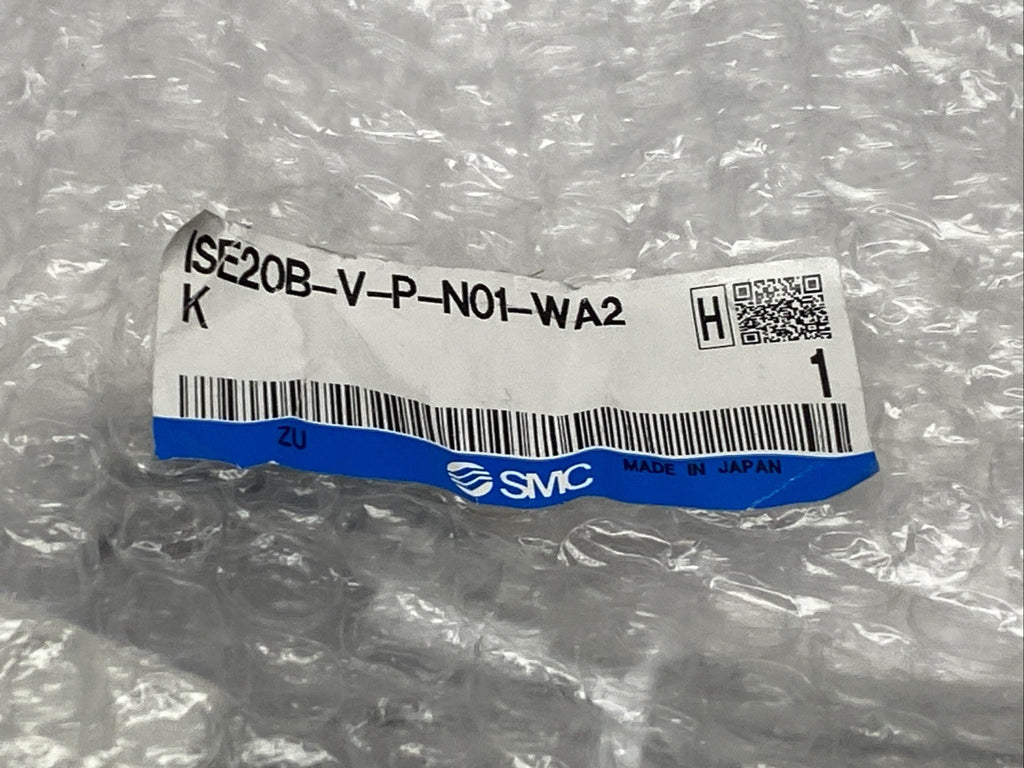 ISE20B-V-P-N01-WA2
K
H
1
ZU
SMC
MADE IN JAPAN